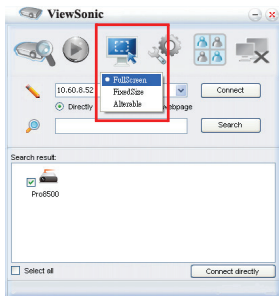 ViewSonic
FullScreen
10.60.8.52
FixedSize
Connect
Alterable
Directly
webpage
Search
Search result:
Pro8500
Select all
Connect directly